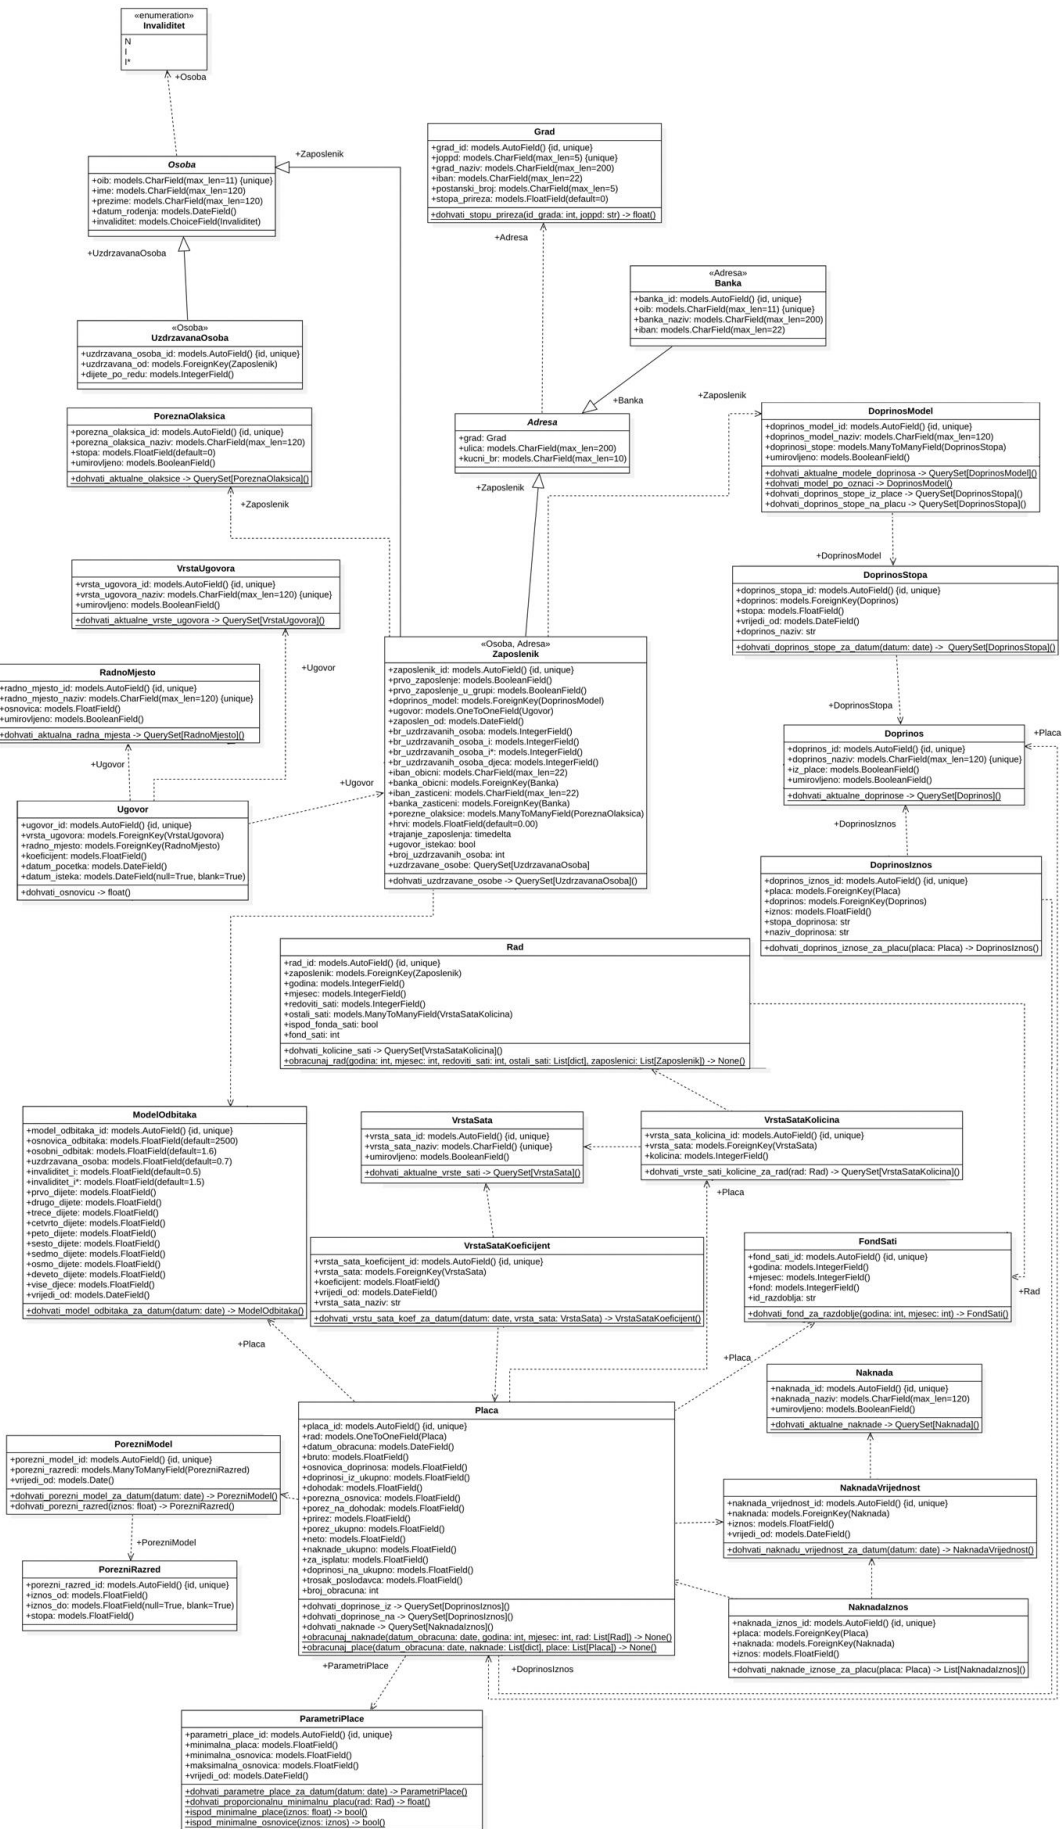 «enumeration»
Invaliditet
N
I
I*
+Osoba
+Zaposlenik
Osoba
+oib: models.CharField(max_len=11) {unique}
+ime: models.CharField(max_len=120)
+prezime: models.CharField(max_len=120)
+datum_rodenja: models.DateField()
+invaliditet: models.ChoiceField(Invaliditet)
Grad
+grad_id: models.AutoField() {id, unique}
+joppd: models.CharField(max_len=5) {unique}
+grad_naziv: models.CharField(max_len=200)
+iban: models.CharField(max_len=22)
+postanski_broj: models.CharField(max_len=5)
+stopa_prireza: models.FloatField(default=0)
+dohvati_stopu_prireza(id_grada: int, joppd: str) -> float()
+UzdrzavanaOsoba
+Adresa
«Adresa»
Banka
+banka_id: models.AutoField() {id, unique}
+oib: models.CharField(max_len=11) {unique}
+banka_naziv: models.CharField(max_len=200)
+iban: models.CharField(max_len=22)
«Osoba»
UzdrzavanaOsoba
+uzdrzavana_osoba_id: models.AutoField() {id, unique}
+uzdrzavana_od: models.ForeignKey(Zaposlenik)
+dijete_po_redu: models.IntegerField()
+Banka
+Zaposlenik
PoreznaOlaksica
+porezna_olaksica_id: models.AutoField() {id, unique}
+porezna_olaksica_naziv: models.CharField(max_len=120)
+stopa: models.FloatField(default=0)
+umirovljeno: models.BooleanField()
+dohvati_aktualne_olaksice -> QuerySet[PoreznaOlaksica]()
Adresa
+grad: Grad
+ulica: models.CharField(max_len=200)
+kucni_br: models.CharField(max_len=10)
DoprinosModel
+doprinos_model_id: models.AutoField() {id, unique}
+doprinos_model_naziv: models.CharField(max_len=120)
+doprinosi_stope: models.ManyToManyField(DoprinosStopa)
+umirovljeno: models.BooleanField()
+dohvati_aktualne_modele_doprinosa -> QuerySet[DoprinosModel]()
+dohvati_model_po_oznaci -> DoprinosModel()
+dohvati_doprinos_stope_iz_place -> QuerySet[DoprinosStopa]()
+dohvati_doprinos_stope_na_placu -> QuerySet[DoprinosStopa]()
+Zaposlenik
+Zaposlenik
+DoprinosModel
VrstaUgovora
+vrsta_ugovora_id: models.AutoField() {id, unique}
+vrsta_ugovora_naziv: models.CharField(max_len=120) {unique}
+umirovljeno: models.BooleanField()
+dohvati_aktualne_vrste_ugovora -> QuerySet[VrstaUgovora]()
DoprinosStopa
+doprinos_stopa_id: models.AutoField() {id, unique}
+doprinos: models.ForeignKey(Doprinos)
+stopa: models.FloatField()
+vrijedi_od: models.DateField()
+doprinos_naziv: str
+dohvati_doprinos_stope_za_datum(datum: date) -> QuerySet[DoprinosStopa]()
+Ugovor
RadnoMjesto
+radno_mjesto_id: models.AutoField() {id, unique}
+radno_mjesto_naziv: models.CharField(max_len=120) {unique}
+osnovica: models.FloatField()
+umirovljeno: models.BooleanField()
+dohvati_aktualna_radna_mjesta -> QuerySet[RadnoMjesto]()
«Osoba, Adresa»
Zaposlenik
+zaposlenik_id: models.AutoField() {id, unique}
+prvo_zaposlenje: models.BooleanField()
+prvo_zaposlenje_u_grupi: models.BooleanField()
+doprinos_model: models.ForeignKey(DoprinosModel)
+ugovor: models.OneToOneField(Ugovor)
+zaposlen_od: models.DateField()
+br_uzdrzavanih_osoba: models.IntegerField()
+br_uzdrzavanih_osoba_i: models.IntegerField()
+br_uzdrzavanih_osoba_i*: models.IntegerField()
+br_uzdrzavanih_osoba_djeca: models.IntegerField()
+iban_obicni: models.CharField(max_len=22)
+banka_obicni: models.ForeignKey(Banka)
+iban_zasticeni: models.CharField(max_len=22)
+banka_zasticeni: models.ForeignKey(Banka)
+porezne_olaksice: models.ManyToManyField(PoreznaOlaksica)
+hrvi: models.FloatField(default=0.00)
+trajanje_zaposlenja: timedelta
+ugovor_istekao: bool
+broj_uzdrzavanih_osoba: int
+uzdrzavane_osobe: QuerySet[UzdrzavanaOsoba]
+dohvati_uzdrzavane_osobe -> QuerySet[UzdrzavanaOsoba]()
+DoprinosStopa
+Placa
Doprinos
+doprinos_id: models.AutoField() {id, unique}
+doprinos_naziv: models.CharField(max_len=120) {unique}
+iz_place: models.BooleanField()
+umirovljeno: models.BooleanField()
+dohvati_aktualne_doprinose -> QuerySet[Doprinos]()
+Ugovor
+Ugovor
Ugovor
+ugovor_id: models.AutoField() {id, unique}
+vrsta_ugovora: models.ForeignKey(VrstaUgovora)
+radno_mjesto: models.ForeignKey(RadnoMjesto)
+koeficijent: models.FloatField()
+datum_pocetka: models.DateField()
+datum_isteka: models.DateField(null=True, blank=True)
+dohvati_osnovicu -> float()
+DoprinosIznos
DoprinosIznos
+doprinos_iznos_id: models.AutoField() {id, unique}
+placa: models.ForeignKey(Placa)
+doprinos: models.ForeignKey(Doprinos)
+iznos: models.FloatField()
+stopa_doprinosa: str
+naziv_doprinosa: str
+dohvati_doprinos_iznose_za_placu(placa: Placa) -> DoprinosIznos()
Rad
+rad_id: models.AutoField() {id, unique}
+zaposlenik: models.ForeignKey(Zaposlenik)
+godina: models.IntegerField()
+mjesec: models.IntegerField()
+redoviti_sati: models.IntegerField()
+ostali_sati: models.ManyToManyField(VrstaSataKolicina)
+ispod_fonda_sati: bool
+fond_sati: int
+dohvati_kolicine_sati -> QuerySet[VrstaSataKolicina]()
+obracunaj_rad(godina: int, mjesec: int, redoviti_sati: int, ostali_sati: List[dict], zaposlenici: List[Zaposlenik]) -> None()
ModelOdbitaka
+model_odbitaka_id: models.AutoField() {id, unique}
+osnovica_odbitaka: models.FloatField(default=2500)
+osobni_odbitak: models.FloatField(default=1.6)
+uzdrzavana_osoba: models.FloatField(default=0.7)
+invaliditet_i: models.FloatField(default=0.5)
+invaliditet_i*: models.FloatField(default=1.5)
+prvo_dijete: models.FloatField()
+drugo_dijete: models.FloatField()
+trece_dijete: models.FloatField()
+cetvrto_dijete: models.FloatField()
+peto_dijete: models.FloatField()
+sesto_dijete: models.FloatField()
+sedmo_dijete: models.FloatField()
+osmo_dijete: models.FloatField()
+deveto_dijete: models.FloatField()
+vise_djece: models.FloatField()
+vrijedi_od: models.DateField()
+dohvati_model_odbitaka_za_datum(datum: date) -> ModelOdbitaka()
VrstaSata
+vrsta_sata_id: models.AutoField() {id, unique}
+vrsta_sata_naziv: models.CharField() {unique}
+umirovljeno: models.BooleanField()
+dohvati_aktualne_vrste_sati -> QuerySet[VrstaSata]()
VrstaSataKolicina
+vrsta_sata_kolicina_id: models.AutoField() {id, unique}
+vrsta_sata: models.ForeignKey(VrstaSata)
+kolicina: models.IntegerField()
+dohvati_vrste_sati_kolicine_za_rad(rad: Rad) -> QuerySet[VrstaSataKolicina]()
+Placa
VrstaSataKoeficijent
+vrsta_sata_koeficijent_id: models.AutoField() {id, unique}
+vrsta_sata: models.ForeignKey(VrstaSata)
+koeficijent: models.FloatField()
+vrijedi_od: models.DateField()
+vrsta_sata_naziv: str
+dohvati_vrstu_sata_koef_za_datum(datum: date, vrsta_sata: VrstaSata) -> VrstaSataKoeficijent()
FondSati
+fond_sati_id: models.AutoField() {id, unique}
+godina: models.IntegerField()
+mjesec: models.IntegerField()
+fond: models.IntegerField()
+id_razdoblja: str
+dohvati_fond_za_razdoblje(godina: int, mjesec: int) -> FondSati()
+Rad
+Placa
+Placa
Naknada
+naknada_id: models.AutoField() {id, unique}
+naknada_naziv: models.CharField(max_len=120)
+umirovljeno: models.BooleanField()
+dohvati_aktualne_naknade -> QuerySet[Naknada]()
Placa
+placa_id: models.AutoField() {id, unique}
+rad: models.OneToOneField(Placa)
+datum_obracuna: models.DateField()
+bruto: models.FloatField()
+osnovica_doprinosa: models.FloatField()
+doprinosi_iz_ukupno: models.FloatField()
+dohodak: models.FloatField()
+porezna_osnovica: models.FloatField()
+porez_na_dohodak: models.FloatField()
+prirez: models.FloatField()
+porez_ukupno: models.FloatField()
+neto: models.FloatField()
+naknade_ukupno: models.FloatField()
+za_isplatu: models.FloatField()
+doprinosi_na_ukupno: models.FloatField()
+trosak_poslodavca: models.FloatField()
+broj_obracuna: int
+dohvati_doprinose_iz -> QuerySet[DoprinosIznos]()
+dohvati_doprinose_na -> QuerySet[DoprinosIznos]()
+dohvati_naknade -> QuerySet[NaknadaIznos]()
+obracunaj_naknade(datum_obracuna: date, godina: int, mjesec: int, rad: List[Rad]) -> None()
+obracunaj_place(datum_obracuna: date, naknade: List[dict], place: List[Placa]) -> None()
PorezniModel
+porezni_model_id: models.AutoField() {id, unique}
+porezni_razredi: models.ManyToManyField(PorezniRazred)
+vrijedi_od: models.Date()
+dohvati_porezni_model_za_datum(datum: date) -> PorezniModel()
+dohvati_porezni_razred(iznos: float) -> PorezniRazred()
+PorezniModel
PorezniRazred
+porezni_razred_id: models.AutoField() {id, unique}
+iznos_od: models.FloatField()
+iznos_do: models.FloatField(null=True, blank=True)
+stopa: models.FloatField()
NaknadaVrijednost
+naknada_vrijednost_id: models.AutoField() {id, unique}
+naknada: models.ForeignKey(Naknada)
+iznos: models.FloatField()
+vrijedi_od: models.DateField()
+dohvati_naknadu_vrijednost_za_datum(datum: date) -> NaknadaVrijednost()
NaknadaIznos
+naknada_iznos_id: models.AutoField() {id, unique}
+placa: models.ForeignKey(Placa)
+naknada: models.ForeignKey(Naknada)
+iznos: models.FloatField()
+dohvati_naknade_iznose_za_placu(placa: Placa) -> List[NaknadaIznos]()
+ParametriPlace
+DoprinosIznos
ParametriPlace
+parametri_place_id: models.AutoField() {id, unique}
+minimalna_placa: models.FloatField()
+minimalna_osnovica: models.FloatField()
+maksimalna_osnovica: models.FloatField()
+vrijedi_od: models.DateField()
+dohvati_parametre_place_za_datum(datum: date) -> ParametriPlace()
+dohvati_proporcionalnu_minimalnu_placu(rad: Rad) -> float()
+ispod_minimalne_place(iznos: float) -> bool()
+ispod_minimalne_osnovice(iznos: iznos) -> bool()